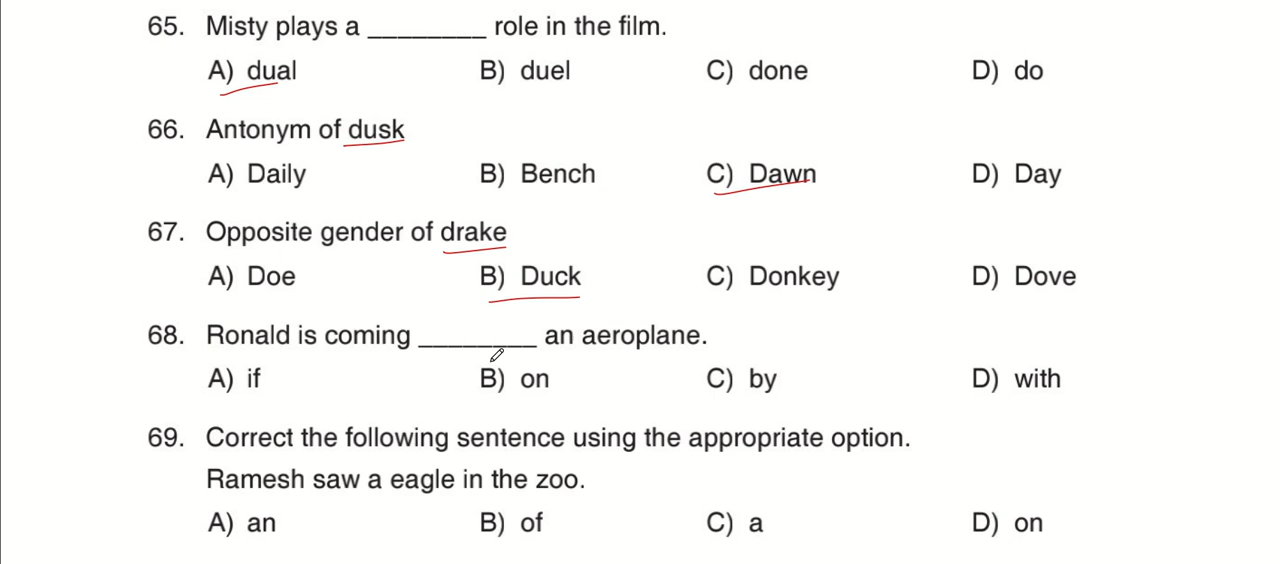 65. Misty plays a ________ role in the film.
A) dual B) duel C) done D) do
66. Antonym of dusk
A) Daily B) Bench C) Dawn D) Day
67. Opposite gender of drake
A) Doe B) Duck C) Donkey D) Dove
68. Ronald is coming ________ an aeroplane.
A) if B) on C) by D) with
69. Correct the following sentence using the appropriate option.
Ramesh saw a eagle in the zoo.
A) an B) of C) a D) on